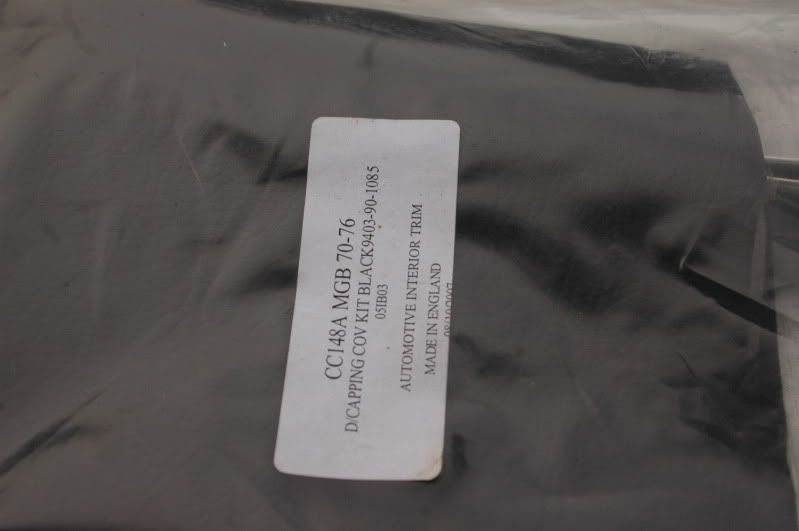 CC148A MGB 70-76
D/CAPPING COV KIT BLACK9403-90-1085
05IB03
AUTOMOTIVE INTERIOR TRIM
MADE IN ENGLAND